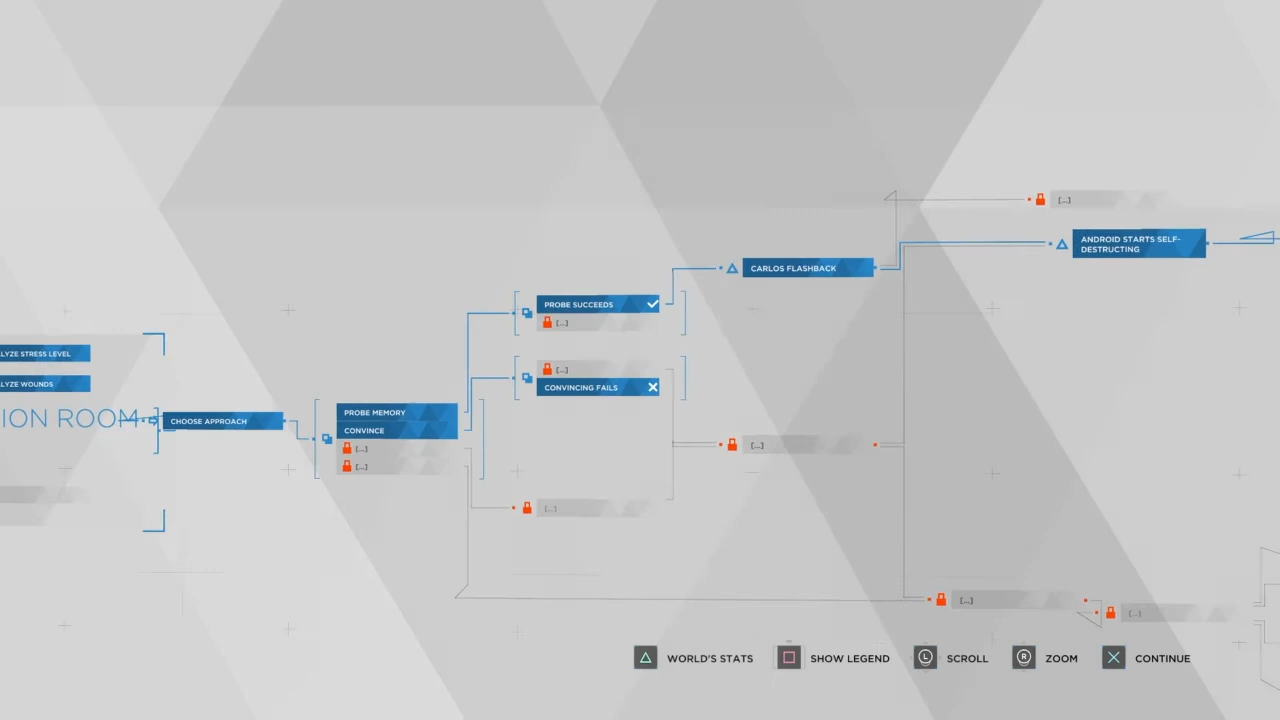 [...]
ANDROID STARTS SELF-
DESTRUCTING
CARLOS FLASHBACK
PROBE SUCCEEDS
[...]
LYZE STRESS LEVEL
[...]
LYZE WOUNDS
CONVINCING FAILS
ION ROOM
CHOOSE APPROACH
PROBE MEMORY
CONVINCE
[...]
[...]
[...]
[...]
[...]
[...]
WORLD'S STATS
SHOW LEGEND
L SCROLL
R ZOOM
CONTINUE